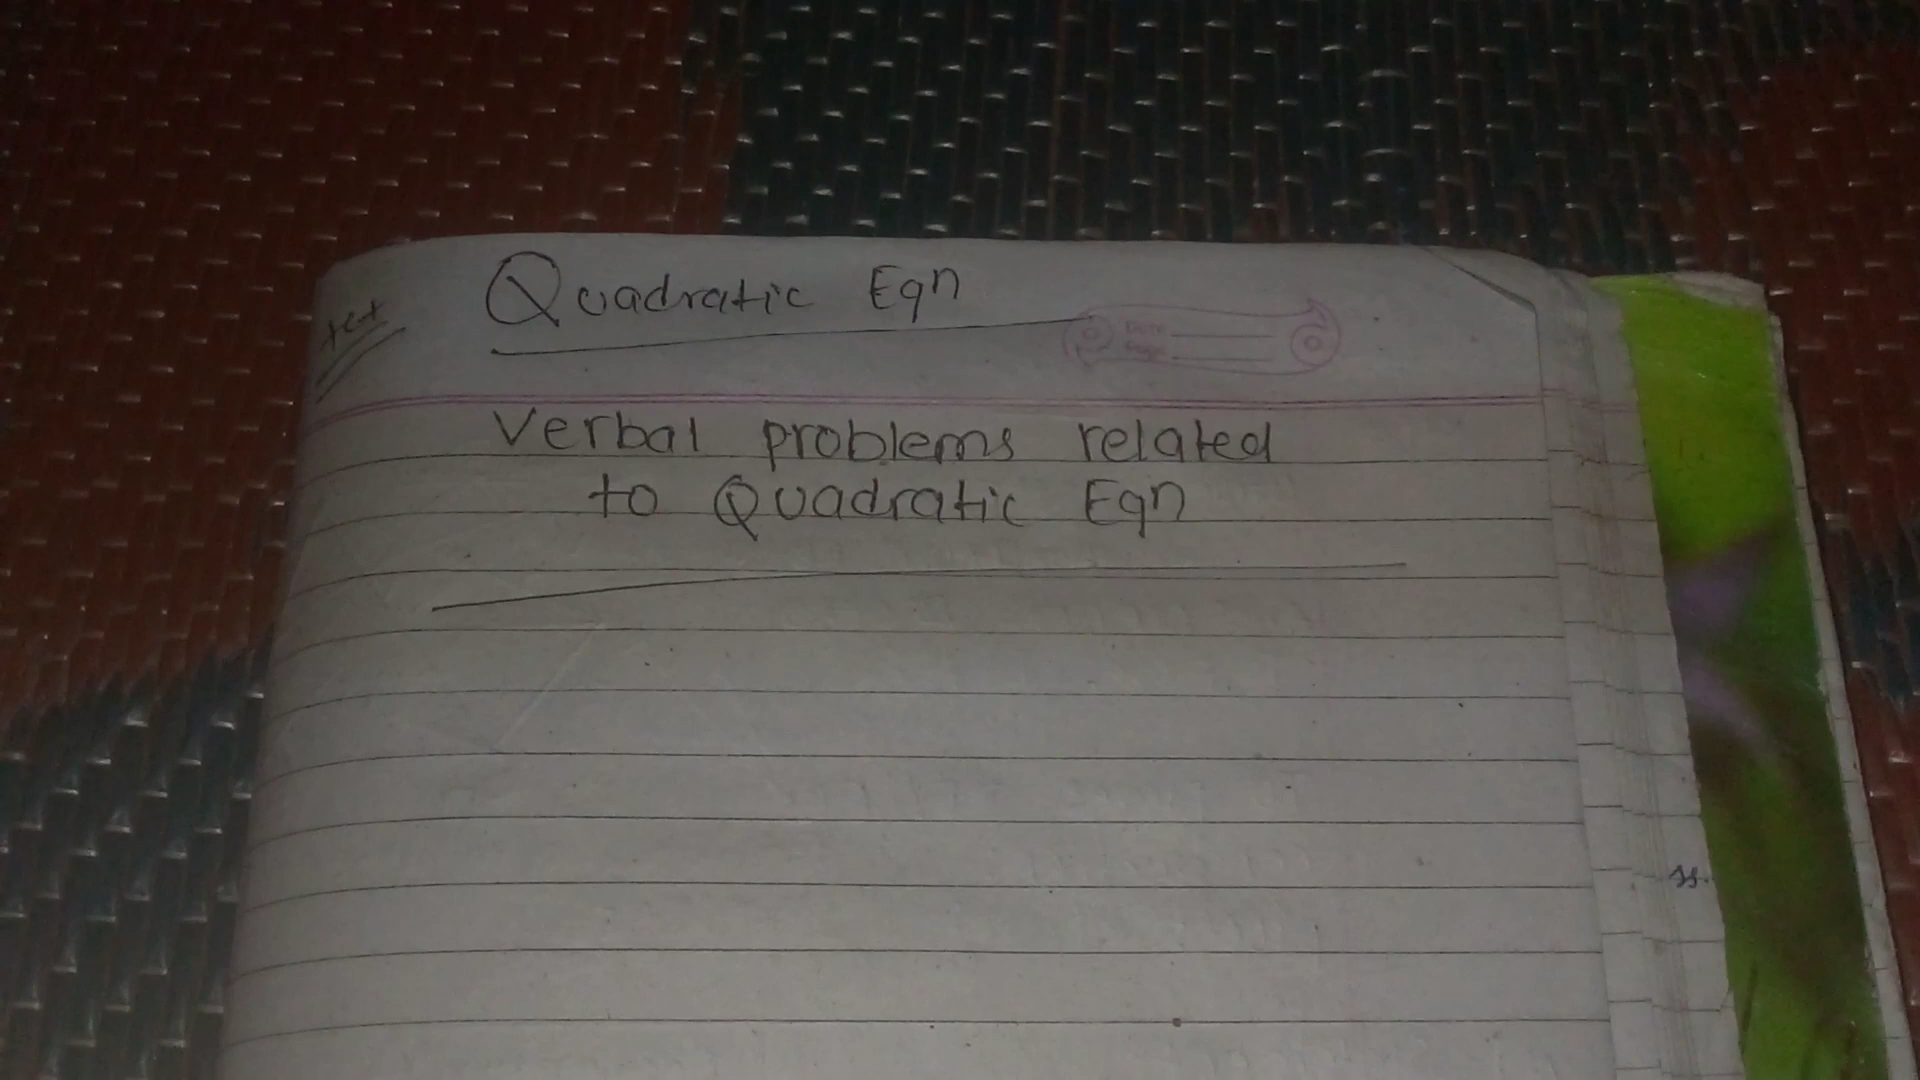 Quadratic Eqn
Verbal problems related
to Quadratic Eqn